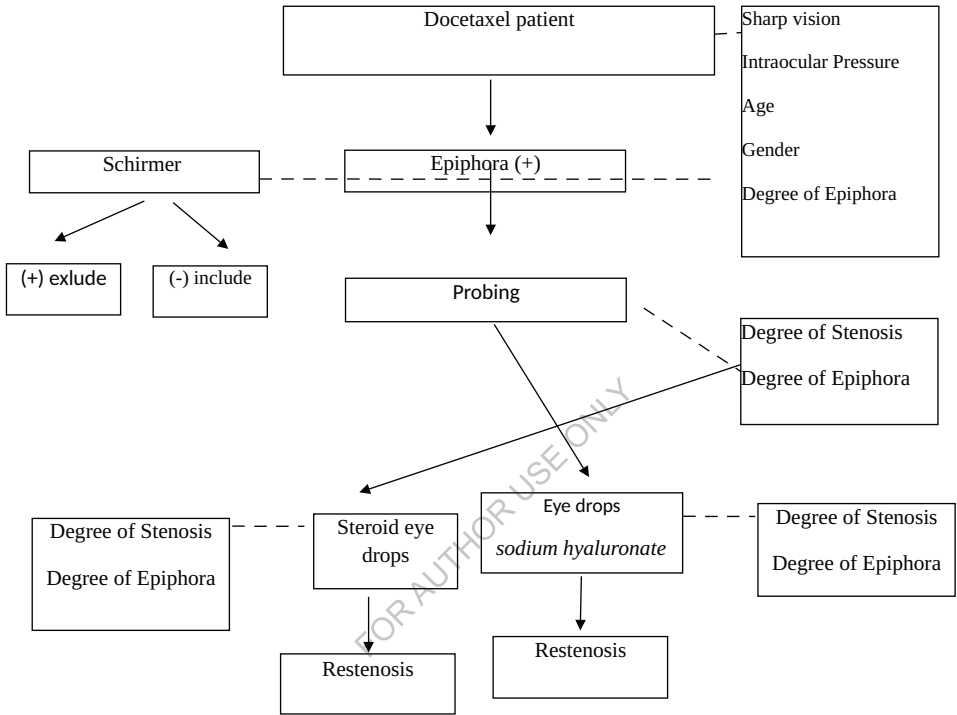 Docetaxel patient
Sharp vision
Intraocular Pressure
Age
Gender
Degree of Epiphora
Schirmer
Epiphora (+)
(+) exlude
(-) include
Probing
Degree of Stenosis
Degree of Epiphora
Degree of Stenosis
Degree of Epiphora
Steroid eye
drops
Eye drops
sodium hyaluronate
Degree of Stenosis
Degree of Epiphora
Restenosis
Restenosis
FOR AUTHOR USE ONLY